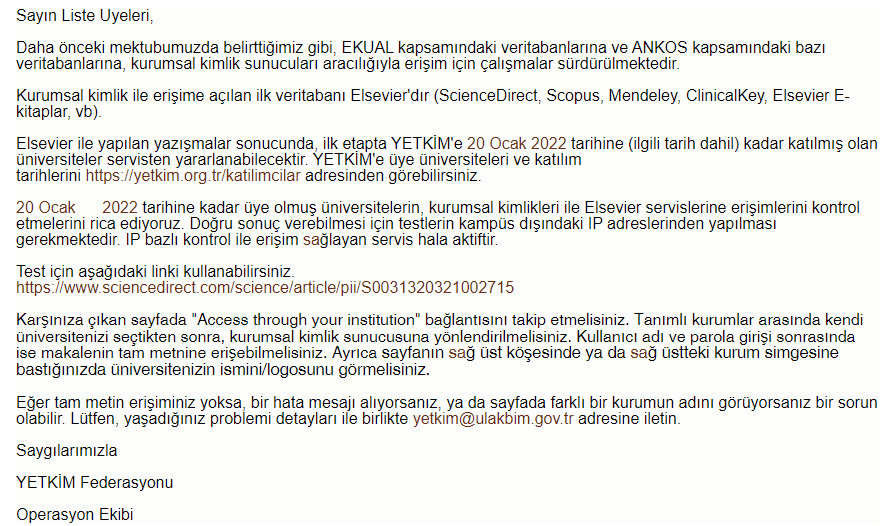 Sayın Liste Uyeleri,
Daha önceki mektubumuzda belirttiğimiz gibi, EKUAL kapsamındaki veritabanlarına ve ANKOS kapsamındaki bazı
veritabanlarına, kurumsal kimlik sunucuları aracılığıyla erişim için çalışmalar sürdürülmektedir.
Kurumsal kimlik ile erişime açılan ilk veritabanı Elsevier'dır (ScienceDirect, Scopus, Mendeley, ClinicalKey, Elsevier E-
kitaplar, vb).
Elsevier ile yapılan yazışmalar sonucunda, ilk etapta YETKİM'e 20 Ocak 2022 tarihine (ilgili tarih dahil) kadar katılmış olan
üniversiteler servisten yararlanabilecektir. YETKİM'e üye üniversiteleri ve katılım
tarihlerini https://yetkim.org.tr/katilimcilar adresinden görebilirsiniz.
20 Ocak 2022 tarihine kadar üye olmuş üniversitelerin, kurumsal kimlikleri ile Elsevier servislerine erişimlerini kontrol
etmelerini rica ediyoruz. Doğru sonuç verebilmesi için testlerin kampüs dışındaki IP adreslerinden yapılması
gerekmektedir. IP bazlı kontrol ile erişim sağlayan servis hala aktiftir.
Test için aşağıdaki linki kullanabilirsiniz.
https://www.sciencedirect.com/science/article/pii/S0031320321002715
Karşınıza çıkan sayfada "Access through your institution" bağlantısını takip etmelisiniz. Tanımlı kurumlar arasında kendi
üniversitenizi seçtikten sonra, kurumsal kimlik sunucusuna yönlendirilmelisiniz. Kullanıcı adı ve parola girişi sonrasında
ise makalenin tam metnine erişebilmelisiniz. Ayrıca sayfanın sağ üst köşesinde ya da sağ üstteki kurum simgesine
bastığınızda üniversitenizin ismini/logosunu görmelisiniz.
Eğer tam metin erişiminiz yoksa, bir hata mesajı alıyorsanız, ya da sayfada farklı bir kurumun adını görüyorsanız bir sorun
olabilir. Lütfen, yaşadığınız problemi detayları ile birlikte yetkim@ulakbim.gov.tr adresine iletin.
Saygılarımızla
YETKİM Federasyonu
Operasyon Ekibi